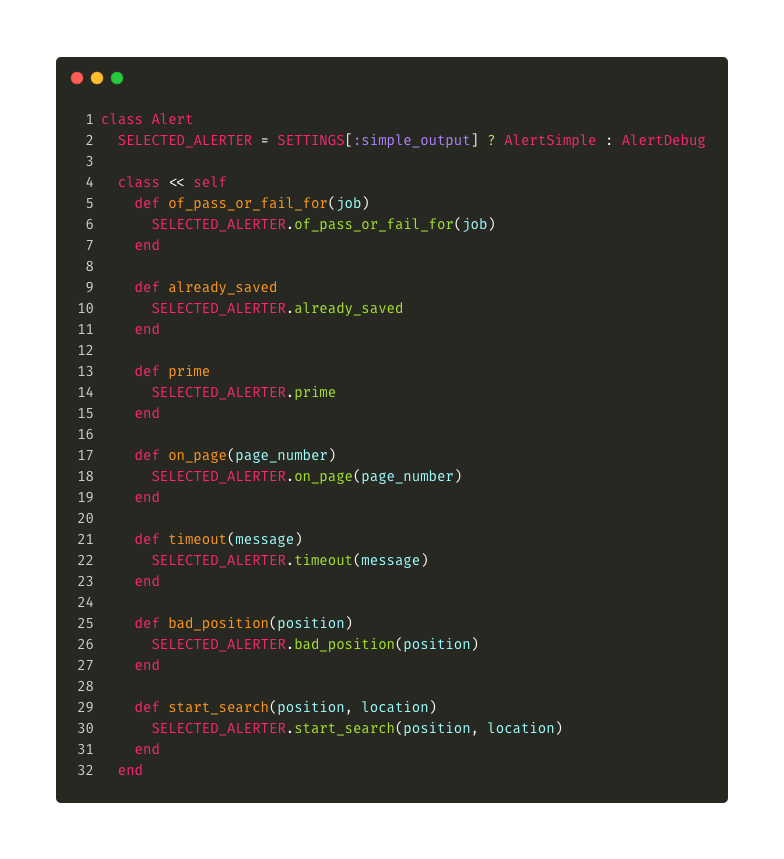 1 class Alert
2   SELECTED_ALERTER = SETTINGS[:simple_output] ? AlertSimple : AlertDebug
3
4   class << self
5     def of_pass_or_fail_for(job)
6       SELECTED_ALERTER.of_pass_or_fail_for(job)
7     end
8
9     def already_saved
10       SELECTED_ALERTER.already_saved
11     end
12
13     def prime
14       SELECTED_ALERTER.prime
15     end
16
17     def on_page(page_number)
18       SELECTED_ALERTER.on_page(page_number)
19     end
20
21     def timeout(message)
22       SELECTED_ALERTER.timeout(message)
23     end
24
25     def bad_position(position)
26       SELECTED_ALERTER.bad_position(position)
27     end
28
29     def start_search(position, location)
30       SELECTED_ALERTER.start_search(position, location)
31     end
32   end